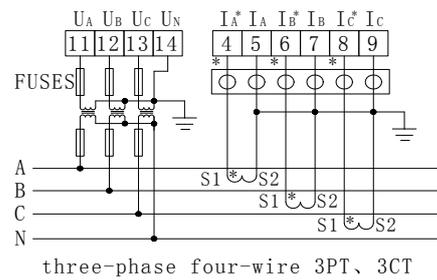 UA UB UC UN IA* IA IB* IB IC* IC
11 12 13 14 4 5 6 7 8 9
* * *
FUSES
A S1 * S2
B S1 * S2
C S1 * S2
N
three-phase four-wire 3PT、3CT